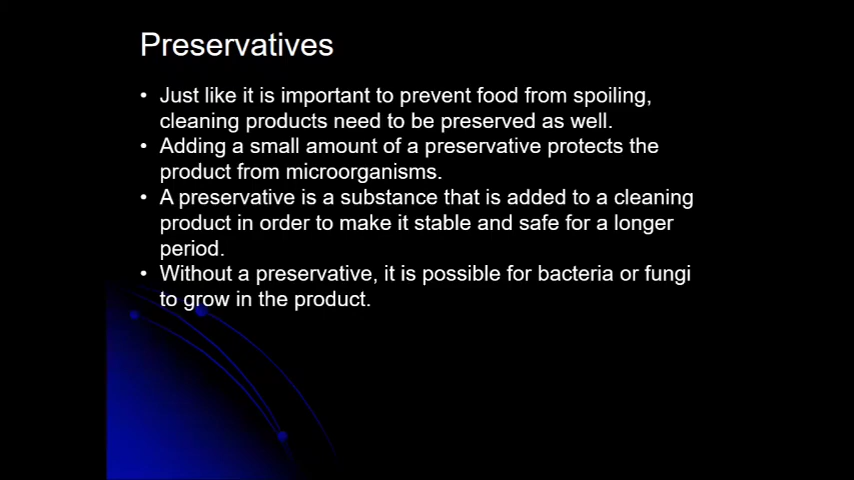 Preservatives
• Just like it is important to prevent food from spoiling,
cleaning products need to be preserved as well.
• Adding a small amount of a preservative protects the
product from microorganisms.
• A preservative is a substance that is added to a cleaning
product in order to make it stable and safe for a longer
period.
• Without a preservative, it is possible for bacteria or fungi
to grow in the product.